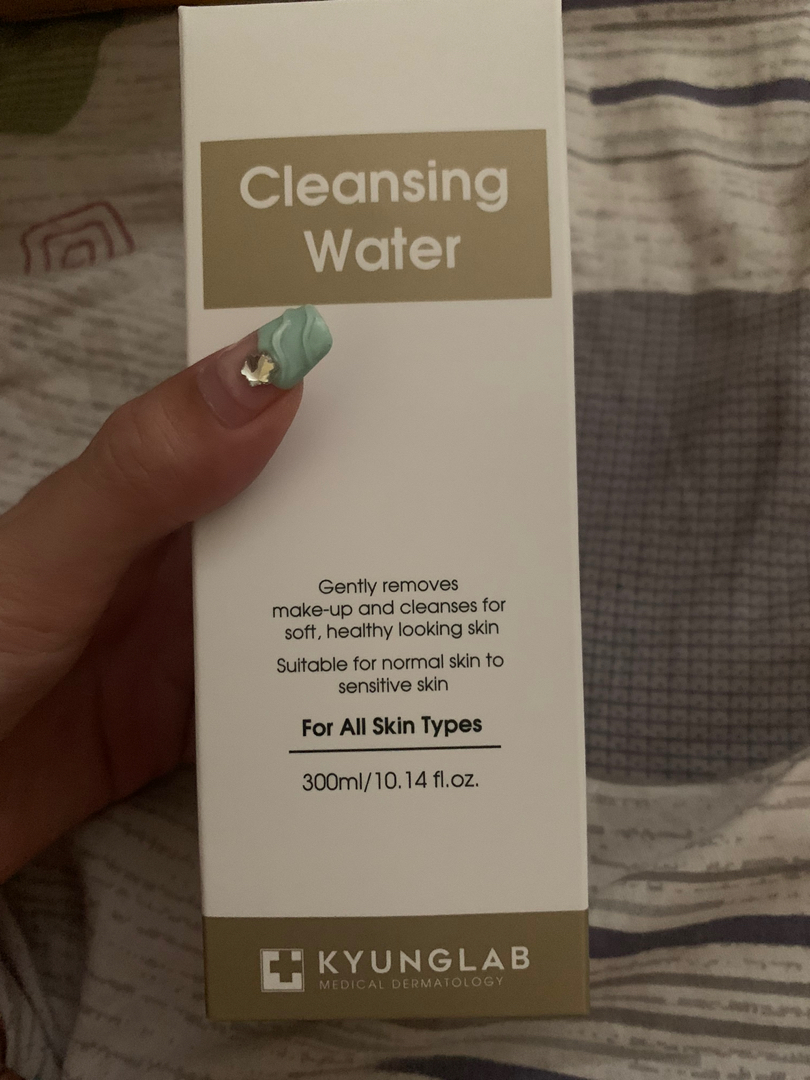 Cleansing
Water
Gently removes
make-up and cleanses for
soft, healthy looking skin
Suitable for normal skin to
sensitive skin
For All Skin Types
300ml/10.14 fl.oz.
KYUNGLAB
MEDICAL DERMATOLOGY